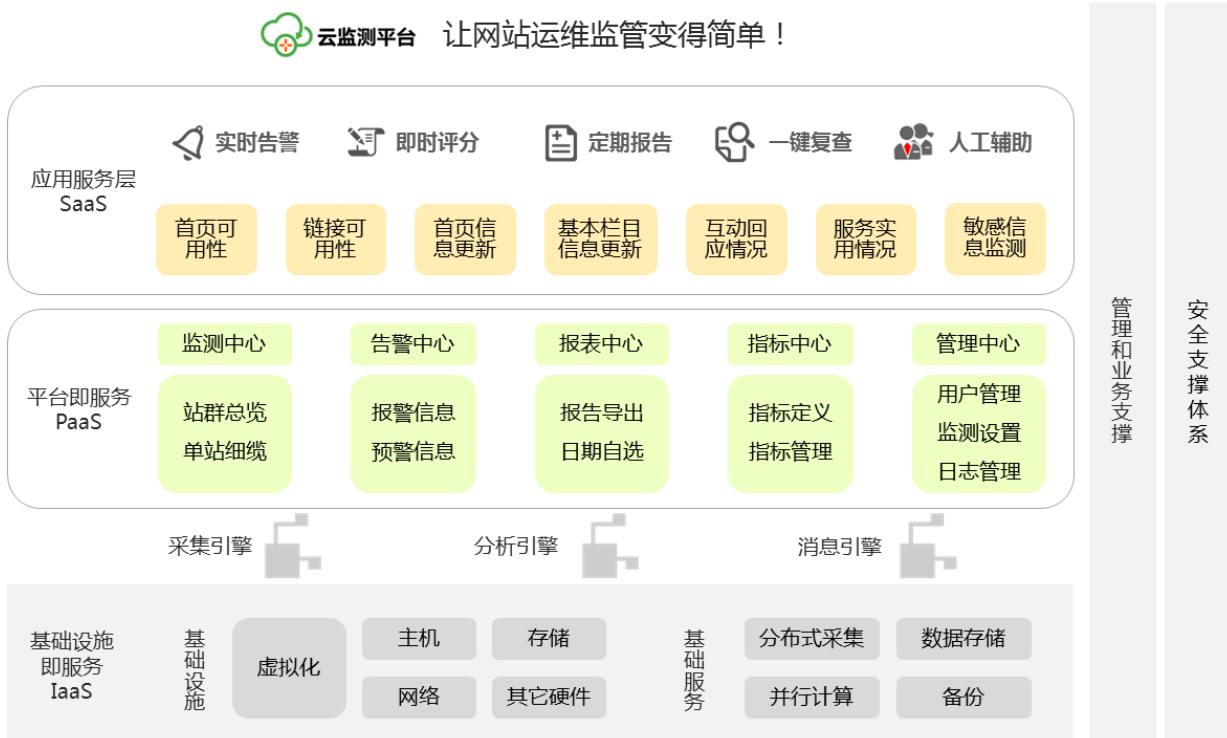 云监测平台 让网站运维监管变得简单！
应用服务层
SaaS
实时告警 即时评分 定期报告 一键复查 人工辅助
首页可
用性
链接可
用性
首页信
息更新
基本栏目
信息更新
互动回
应情况
服务实
用情况
敏感信
息监测
平台即服务
PaaS
监测中心
站群总览
单站细缆
告警中心
报警信息
预警信息
报表中心
报告导出
日期自选
指标中心
指标定义
指标管理
管理中心
用户管理
监测设置
日志管理
采集引擎 分析引擎 消息引擎
基础设施
即服务
IaaS
基础设施
虚拟化
主机 存储
网络 其它硬件
基础服务
分布式采集 数据存储
并行计算 备份
管理和业务支撑
安全支撑体系